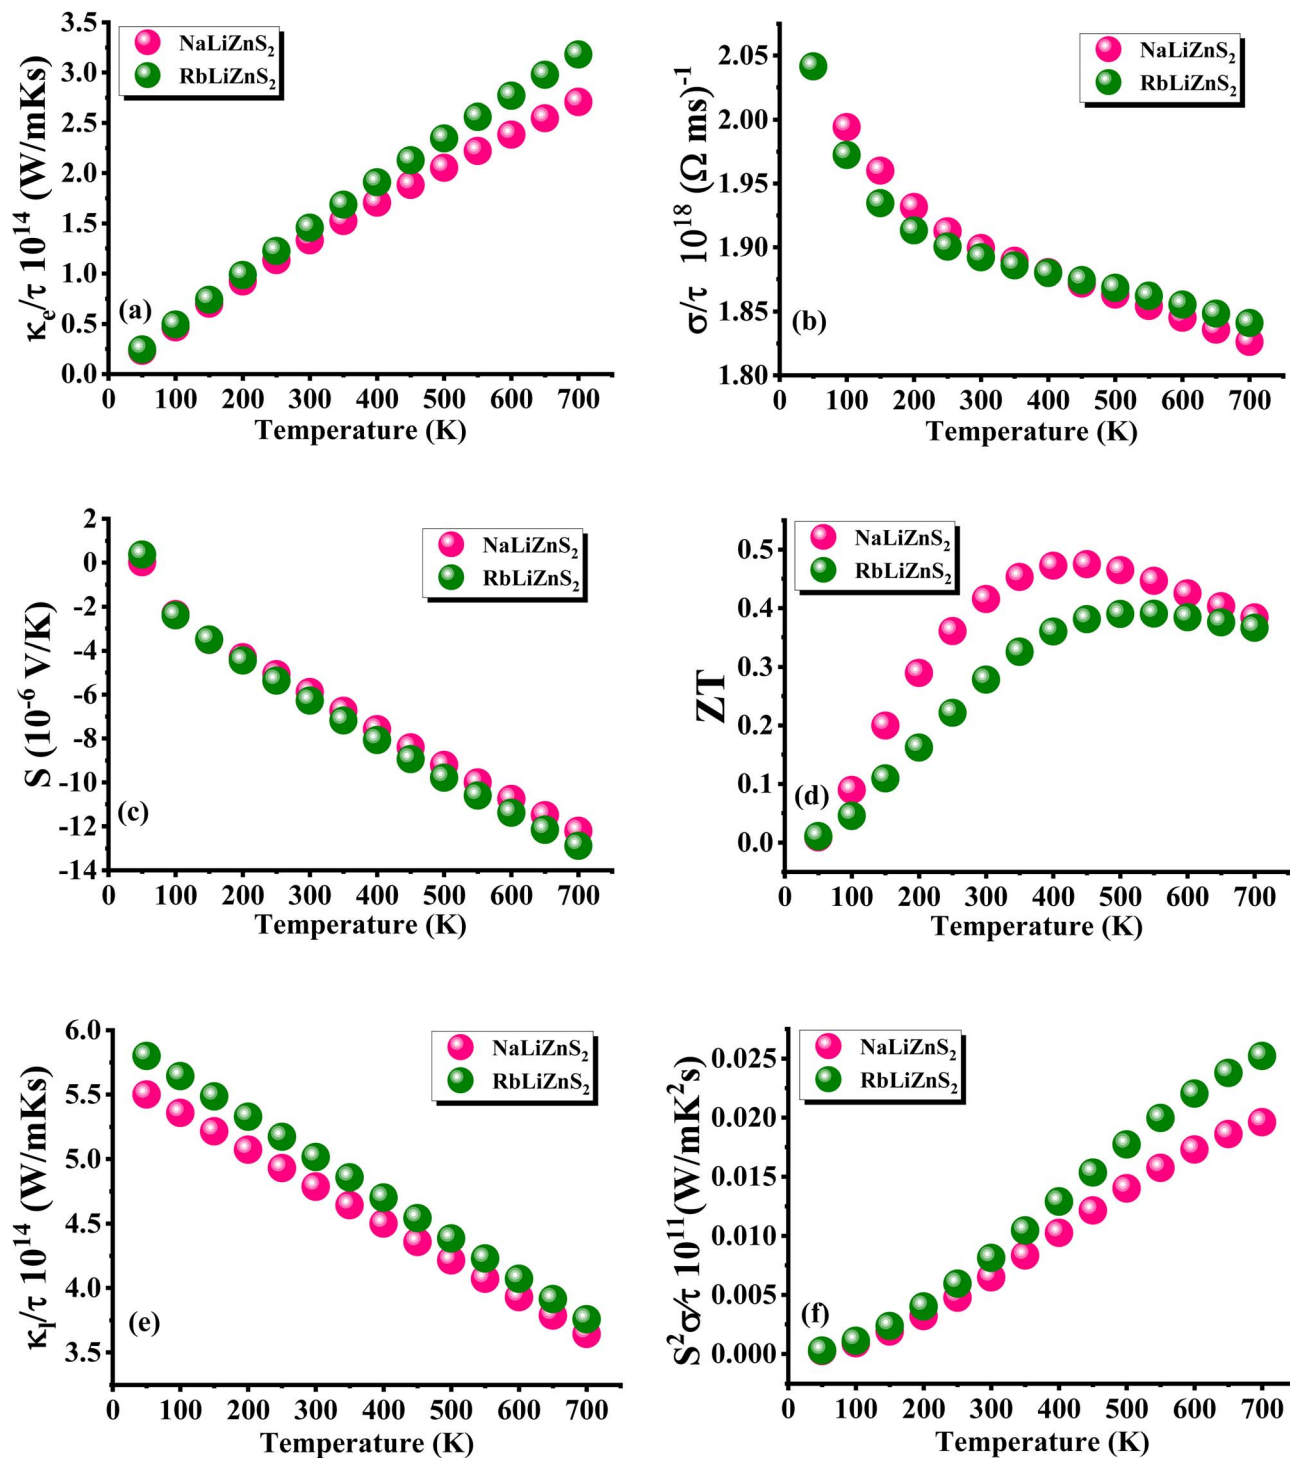 κe/τ 10^14 (W/mKs)
3.5
3.0
2.5
2.0
1.5
1.0
0.5
0.0
NaLiZnS2
RbLiZnS2
(a)
0 100 200 300 400 500 600 700
Temperature (K)
σ/τ 10^18 (Ω ms)^-1
2.05
2.00
1.95
1.90
1.85
1.80
NaLiZnS2
RbLiZnS2
(b)
0 100 200 300 400 500 600 700
Temperature (K)
S (10^-6 V/K)
2
0
-2
-4
-6
-8
-10
-12
-14
NaLiZnS2
RbLiZnS2
(c)
0 100 200 300 400 500 600 700
Temperature (K)
ZT
0.5
0.4
0.3
0.2
0.1
0.0
NaLiZnS2
RbLiZnS2
(d)
0 100 200 300 400 500 600 700
Temperature (K)
κl/τ 10^14 (W/mKs)
6.0
5.5
5.0
4.5
4.0
3.5
NaLiZnS2
RbLiZnS2
(e)
0 100 200 300 400 500 600 700
Temperature (K)
S^2σ/τ 10^11(W/mK^2s)
0.025
0.020
0.015
0.010
0.005
0.000
NaLiZnS2
RbLiZnS2
(f)
0 100 200 300 400 500 600 700
Temperature (K)